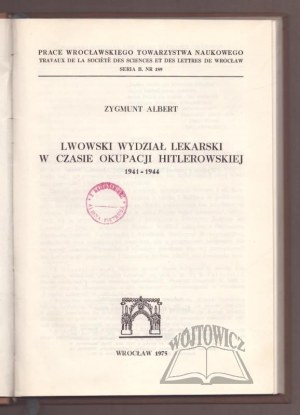 PRACE WROCŁAWSKIEGO TOWARZYSTWA NAUKOWEGO
TRAVAUX DE LA SOCIÉTÉ DES SCIENCES ET DES LETTRES DE WROCŁAW
SERIA B, NR 189
ZYGMUNT ALBERT
LWOWSKI WYDZIAŁ LEKARSKI
W CZASIE OKUPACJI HITLEROWSKIEJ
1941-1944
WROCŁAW 1975
WÓJTOWICZ